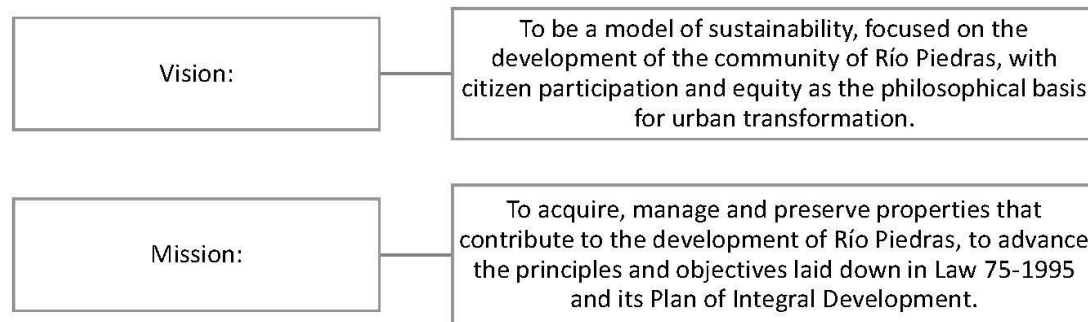 Vision:
To be a model of sustainability, focused on the
development of the community of Río Piedras, with
citizen participation and equity as the philosophical basis
for urban transformation.
Mission:
To acquire, manage and preserve properties that
contribute to the development of Río Piedras, to advance
the principles and objectives laid down in Law 75-1995
and its Plan of Integral Development.